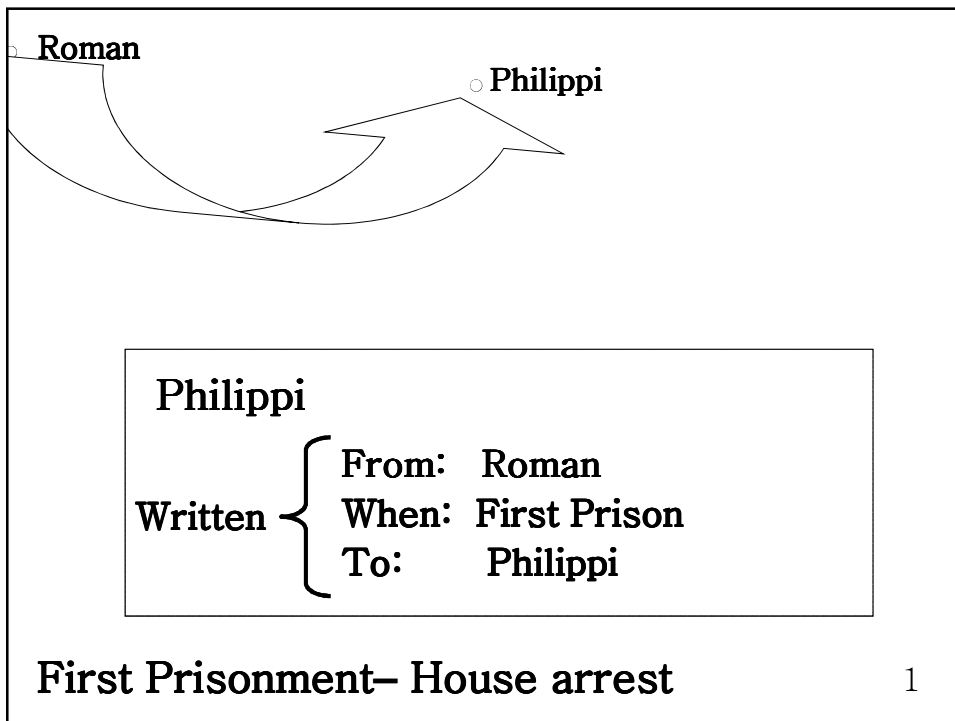 Roman
Philippi
Philippi
Written
From: Roman
When: First Prison
To: Philippi
First Prisonment– House arrest
1